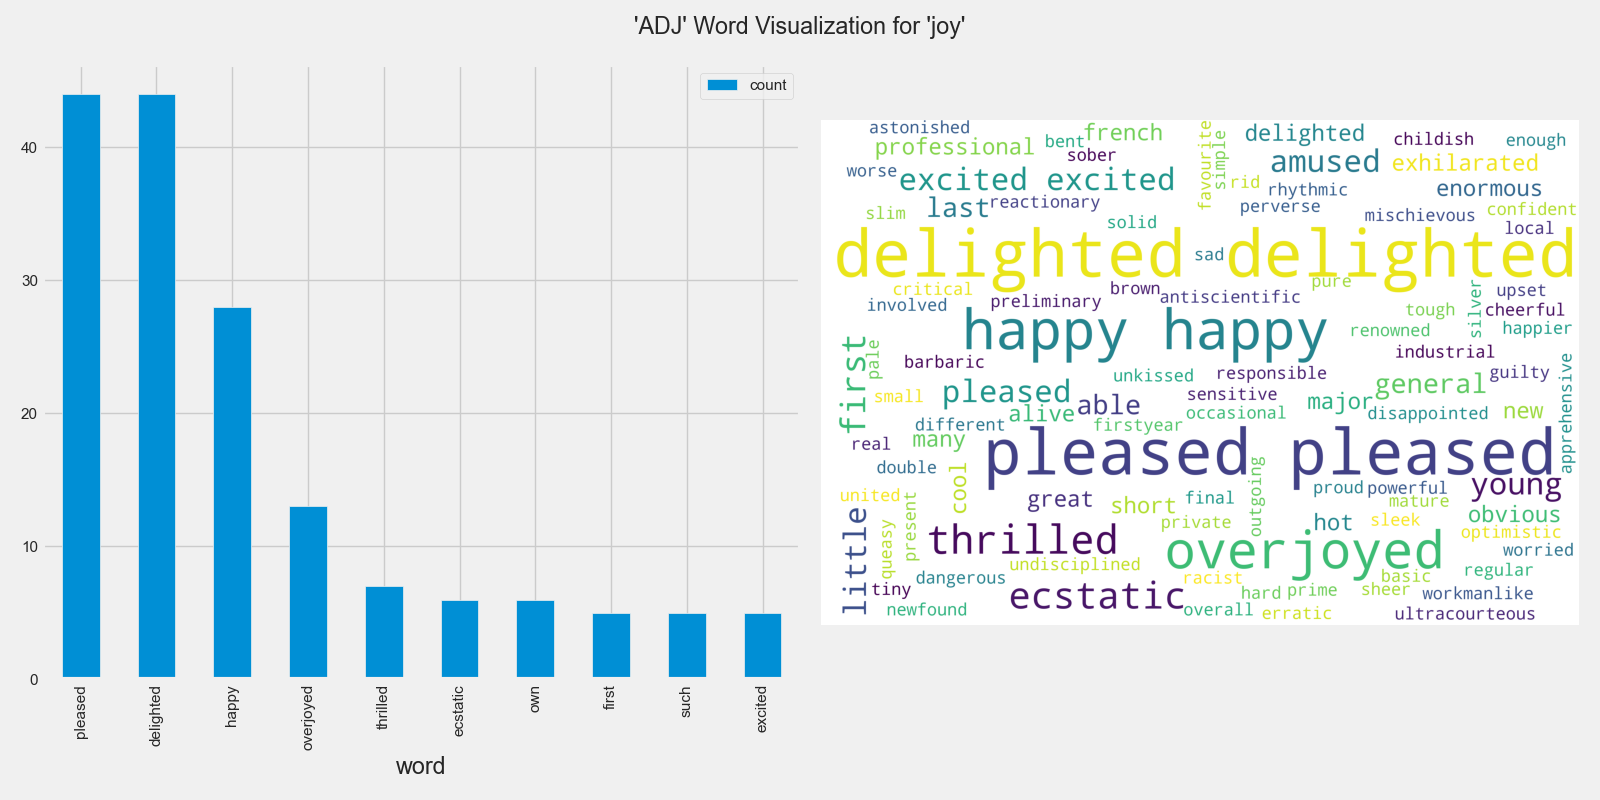 'ADJ' Word Visualization for 'joy'
count
40
30
20
10
0
pleased
delighted
happy
overjoyed
thrilled
ecstatic
own
first
such
excited
word
astonished
french
favourite
simple
delighted
childish
enough
professional
bent
sober
amused
exhilarated
worse
excited excited
rid
rhythmic
enormous
slim
last
reactionary
perverse
mischievous
confident
solid
local
delighted
sad
delighted
critical
brown
pure
silver
upset
involved
preliminary
antiscientific
tough
cheerful
happy happy
renowned
happier
first
pale
barbaric
industrial
unkissed
responsible
guilty
apprehensive
small
pleased
able
sensitive
general
alive
occasional
major
disappointed
new
different
firstyear
real
many
pleased pleased
double
cool
outgoing
proud
powerful
young
united
present
great
short
final
mature
obvious
little
queasy
private
hot
sleek
optimistic
thrilled
overjoyed
worried
undisciplined
regular
dangerous
racist
basic
tiny
ecstatic
hard
prime
sheer
workmanlike
newfound
overall
erratic
ultracourteous